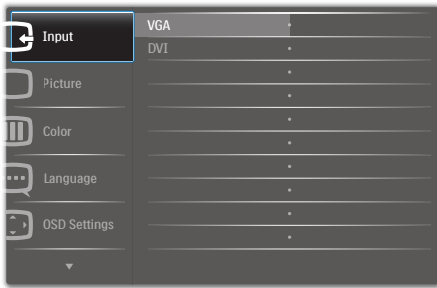 Input
VGA
DVI
Picture
Color
Language
OSD Settings